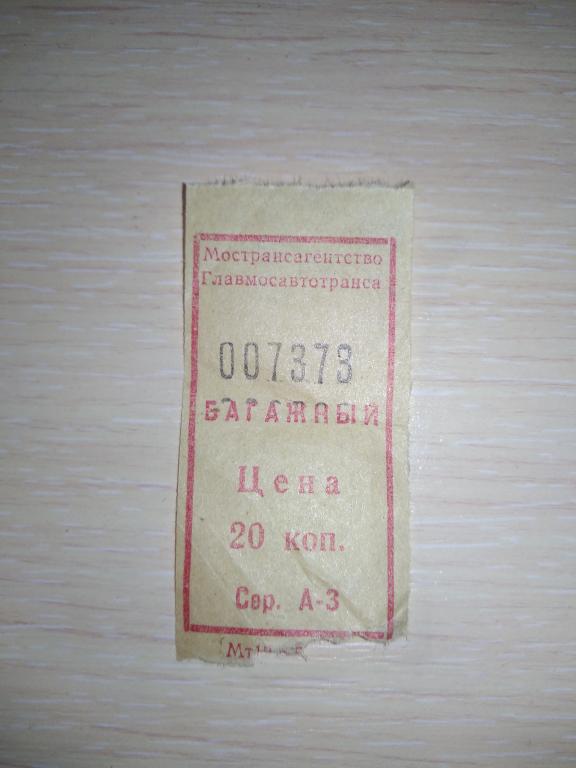 Мострансагентство
Главмосавтотранса
007373
БАГАЖНЫЙ
Цена
20 коп.
Сер. А-3